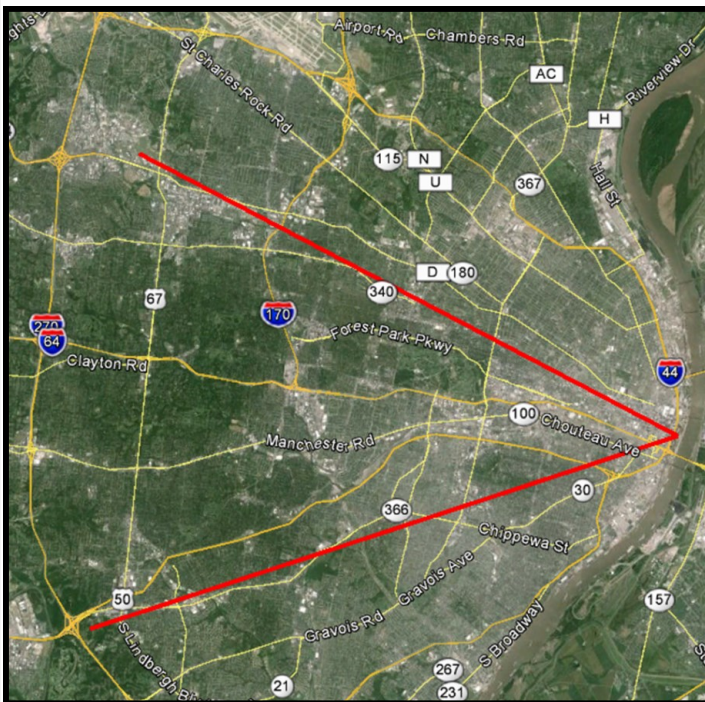 ghts
Airport Rd
Chambers Rd
St Charles Rock Rd
AC
Riverview Dr
H
115
N
U
367
Hall St
D
180
340
67
170
270
64
Forest Park Pkwy
Clayton Rd
44
100
Chouteau Ave
Manchester Rd
30
366
Chippewa St
50
Gravois Ave
157
Gravois Rd
S Broadway
S Lindbergh Bl
267
21
231